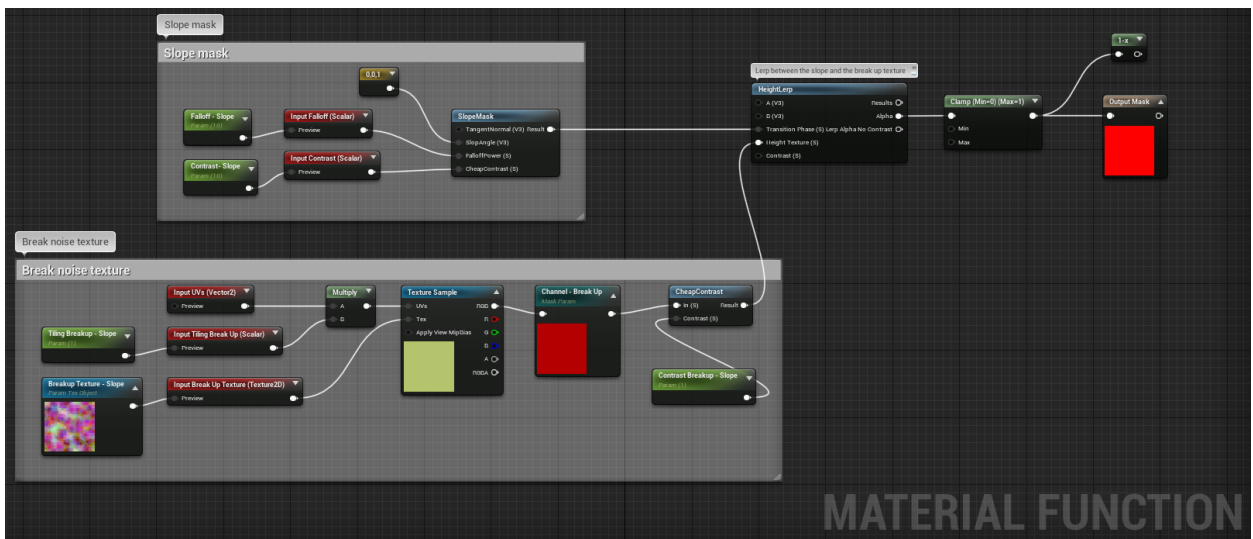 Slope mask
Slope mask
0,0,1
Falloff - Slope
Param (10)
Input Falloff (Scalar)
Preview
Contrast- Slope
Param (10)
Input Contrast (Scalar)
Preview
SlopeMask
TangentNormal (V3) Result
SlopAngle (V3)
FalloffPower (S)
CheapContrast (S)
Lerp between the slope and the break up texture
HeightLerp
A (V3) Results
B (V3) Alpha
Transition Phase (S) Lerp Alpha No Contrast
Height Texture (S)
Contrast (S)
1-x
Clamp (Min=0) (Max=1)
Min
Max
Output Mask
Break noise texture
Break noise texture
Input UVs (Vector2)
Preview
Multiply
A
B
Tiling Breakup - Slope
Param (1)
Input Tiling Break Up (Scalar)
Preview
Breakup Texture - Slope
Param Tex Object
Input Break Up Texture (Texture2D)
Preview
Texture Sample
UVs RGB
Tex R
Apply View MipBias G
B
A
RGBA
Channel - Break Up
Mask Param
CheapContrast
In (S) Result
Contrast (S)
Contrast Breakup - Slope
Param (1)
MATERIAL FUNCTION